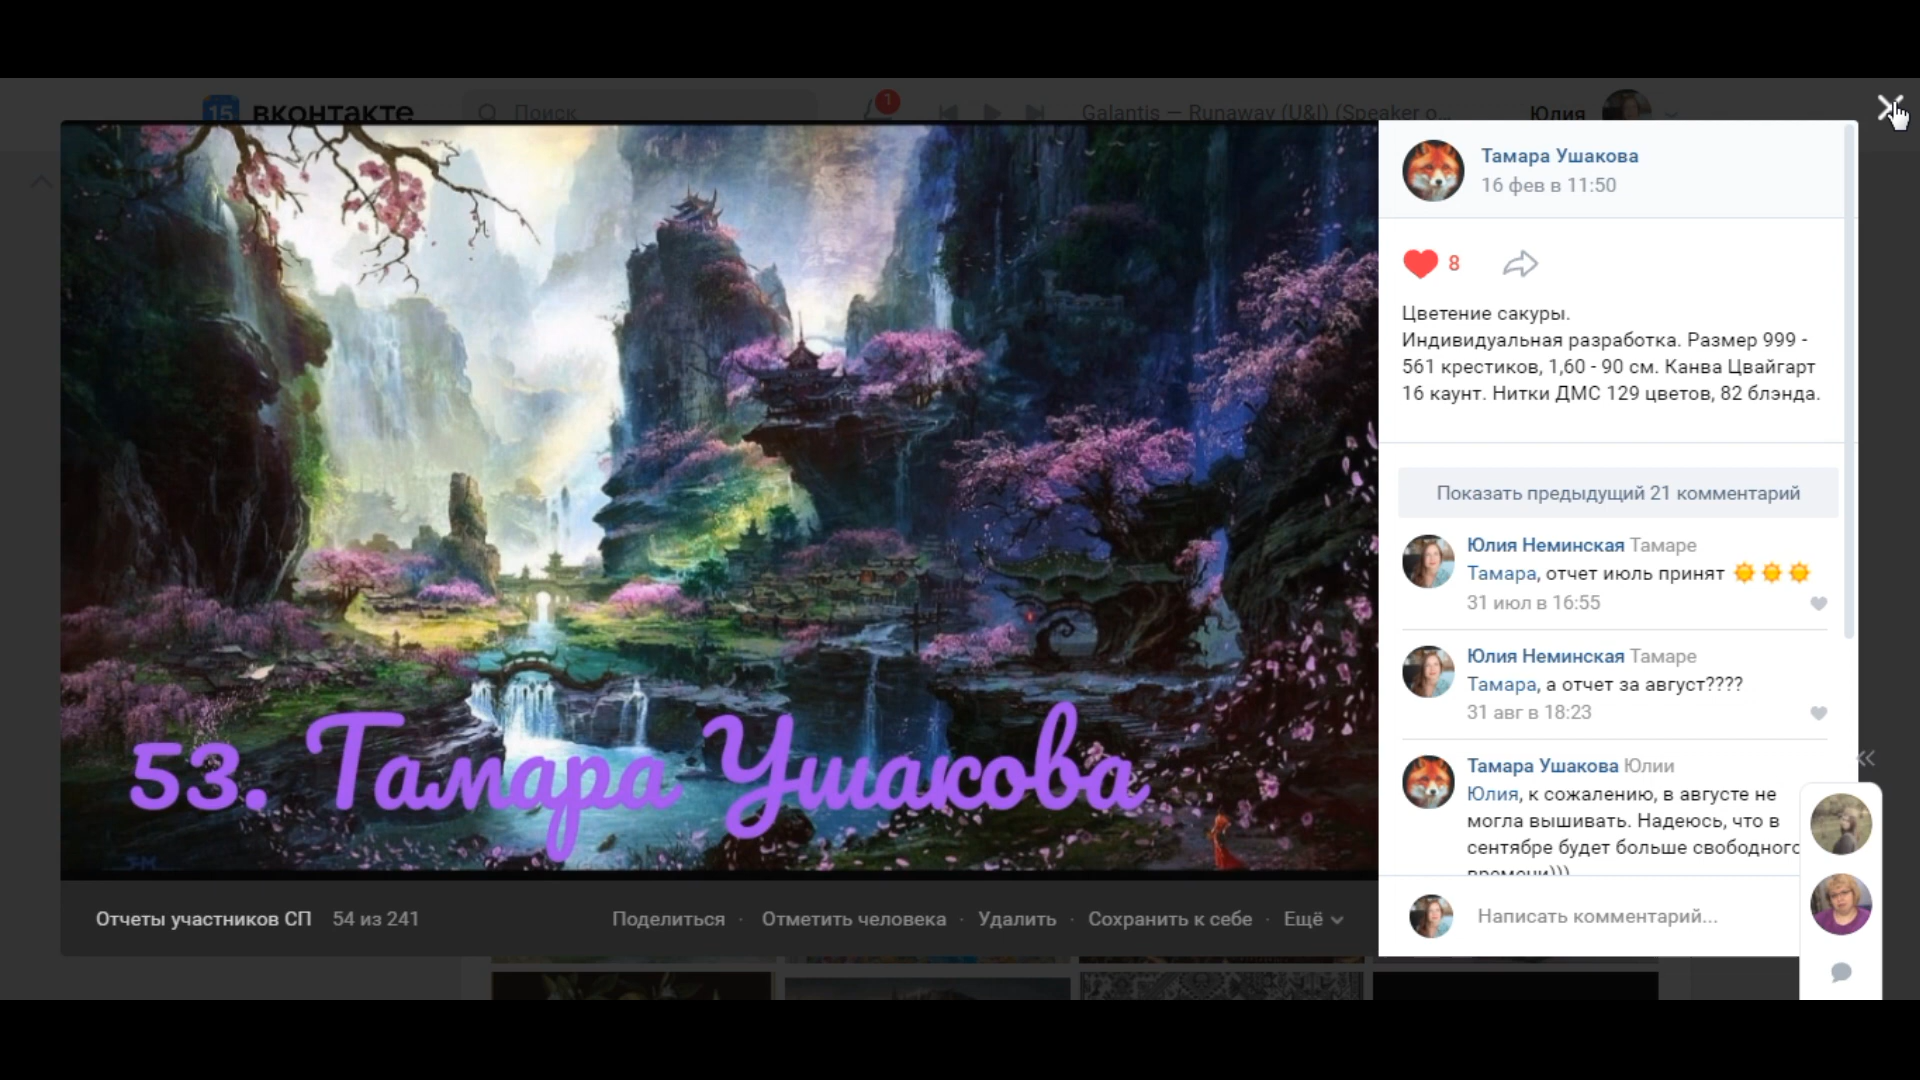 15 вконтакте
Поиск
1
Galantis — Runaway (U&I) (Speaker o...
Юлия
53. Тамара Ушакова
Отчеты участников СП 54 из 241
Поделиться · Отметить человека · Удалить · Сохранить к себе · Ещё
Тамара Ушакова
16 фев в 11:50
8
Цветение сакуры.
Индивидуальная разработка. Размер 999 -
561 крестиков, 1,60 - 90 см. Канва Цвайгарт
16 каунт. Нитки ДМС 129 цветов, 82 блэнда.
Показать предыдущий 21 комментарий
Юлия Неминская Тамаре
Тамара, отчет июль принят
31 июл в 16:55
Юлия Неминская Тамаре
Тамара, а отчет за август????
31 авг в 18:23
Тамара Ушакова Юлии
Юлия, к сожалению, в августе не
могла вышивать. Надеюсь, что в
сентябре будет больше свободного
времени)))
Написать комментарий...